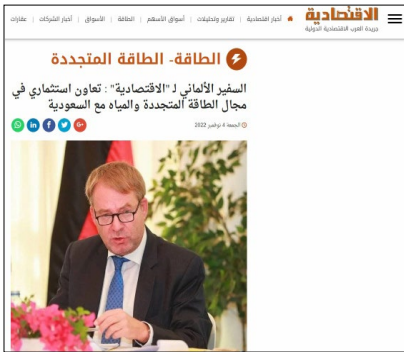 الاقتصادية
جريدة العرب الاقتصادية الدولية
أخبار اقتصادية | تقارير وتحليلات | أسواق الأسهم | الطاقة | الأسواق | أخبار الشركات | عقارات
الطاقة- الطاقة المتجددة
السفير الألماني لـ "الاقتصادية" : تعاون استثماري في
مجال الطاقة المتجددة والمياه مع السعودية
الجمعة 4 نوفمبر 2022